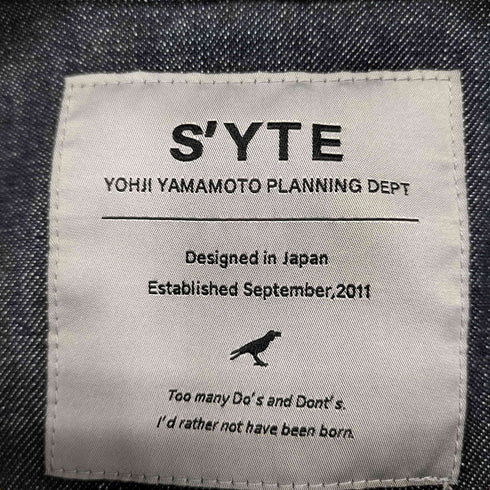 S'YTE
YOHJI YAMAMOTO PLANNING DEPT
Designed in Japan
Established September,2011
Too many Do's and Dont's.
I'd rather not have been born.